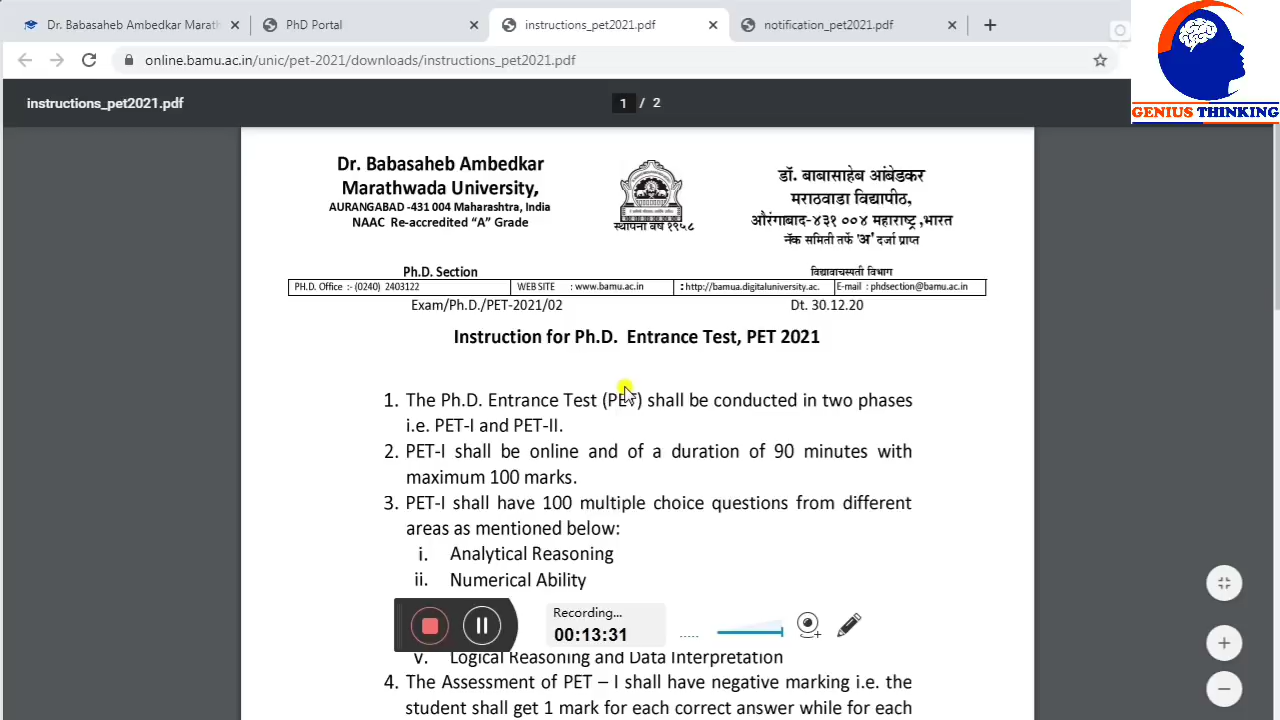 Dr. Babasaheb Ambedkar Marath
PhD Portal
instructions_pet2021.pdf
notification_pet2021.pdf
online.bamu.ac.in/unic/pet-2021/downloads/instructions_pet2021.pdf
GENIUS THINKING
instructions_pet2021.pdf
1 / 2
Dr. Babasaheb Ambedkar
Marathwada University,
AURANGABAD -431 004 Maharashtra, India
NAAC Re-accredited “A” Grade
स्थापना वर्ष १९५८
डॉ. बाबासाहेब आंबेडकर
मराठवाडा विद्यापीठ,
औरंगाबाद-४३१ ००४ महाराष्ट्र ,भारत
नॅक समिती तर्फे 'अ' दर्जा प्राप्त
Ph.D. Section
विद्यावाचस्पती विभाग
PH.D. Office :- (0240) 2403122 WEB SITE : www.bamu.ac.in : http://bamua.digitaluniversity.ac. E-mail : phdsection@bamu.ac.in
Exam/Ph.D./PET-2021/02 Dt. 30.12.20
Instruction for Ph.D. Entrance Test, PET 2021
1. The Ph.D. Entrance Test (PET) shall be conducted in two phases
i.e. PET-I and PET-II.
2. PET-I shall be online and of a duration of 90 minutes with
maximum 100 marks.
3. PET-I shall have 100 multiple choice questions from different
areas as mentioned below:
i. Analytical Reasoning
ii. Numerical Ability
Recording...
00:13:31
v. Logical Reasoning and Data Interpretation
4. The Assessment of PET – I shall have negative marking i.e. the
student shall get 1 mark for each correct answer while for each